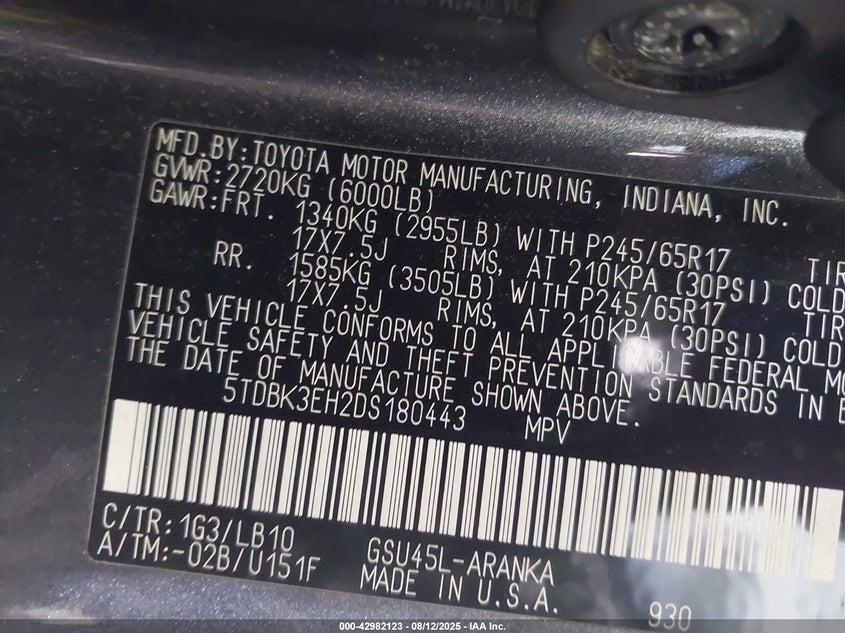 MFD.BY:TOYOTA MOTOR MANUFACTURING, INDIANA, INC.
GVWR:2720KG (6000LB)
GAWR:FRT. 1340KG (2955LB) WITH P245/65R17 TIR
17X7.5J RIMS, AT 210KPA (30PSI) COLD
RR. 1585KG (3505LB) WITH P245/65R17 TIR
17X7.5J RIMS, AT 210KPA (30PSI) COLD
THIS VEHICLE CONFORMS TO ALL APPLICABLE FEDERAL MO
VEHICLE SAFETY AND THEFT PREVENTION STANDARDS IN E
THE DATE OF MANUFACTURE SHOWN ABOVE.
5TDBK3EH2DS180443 MPV
C/TR:1G3/LB10 GSU45L-ARANKA
A/TM:-02B/U151F MADE IN U.S.A.
930
000-42982123 - 08/12/2025 - IAA Inc.